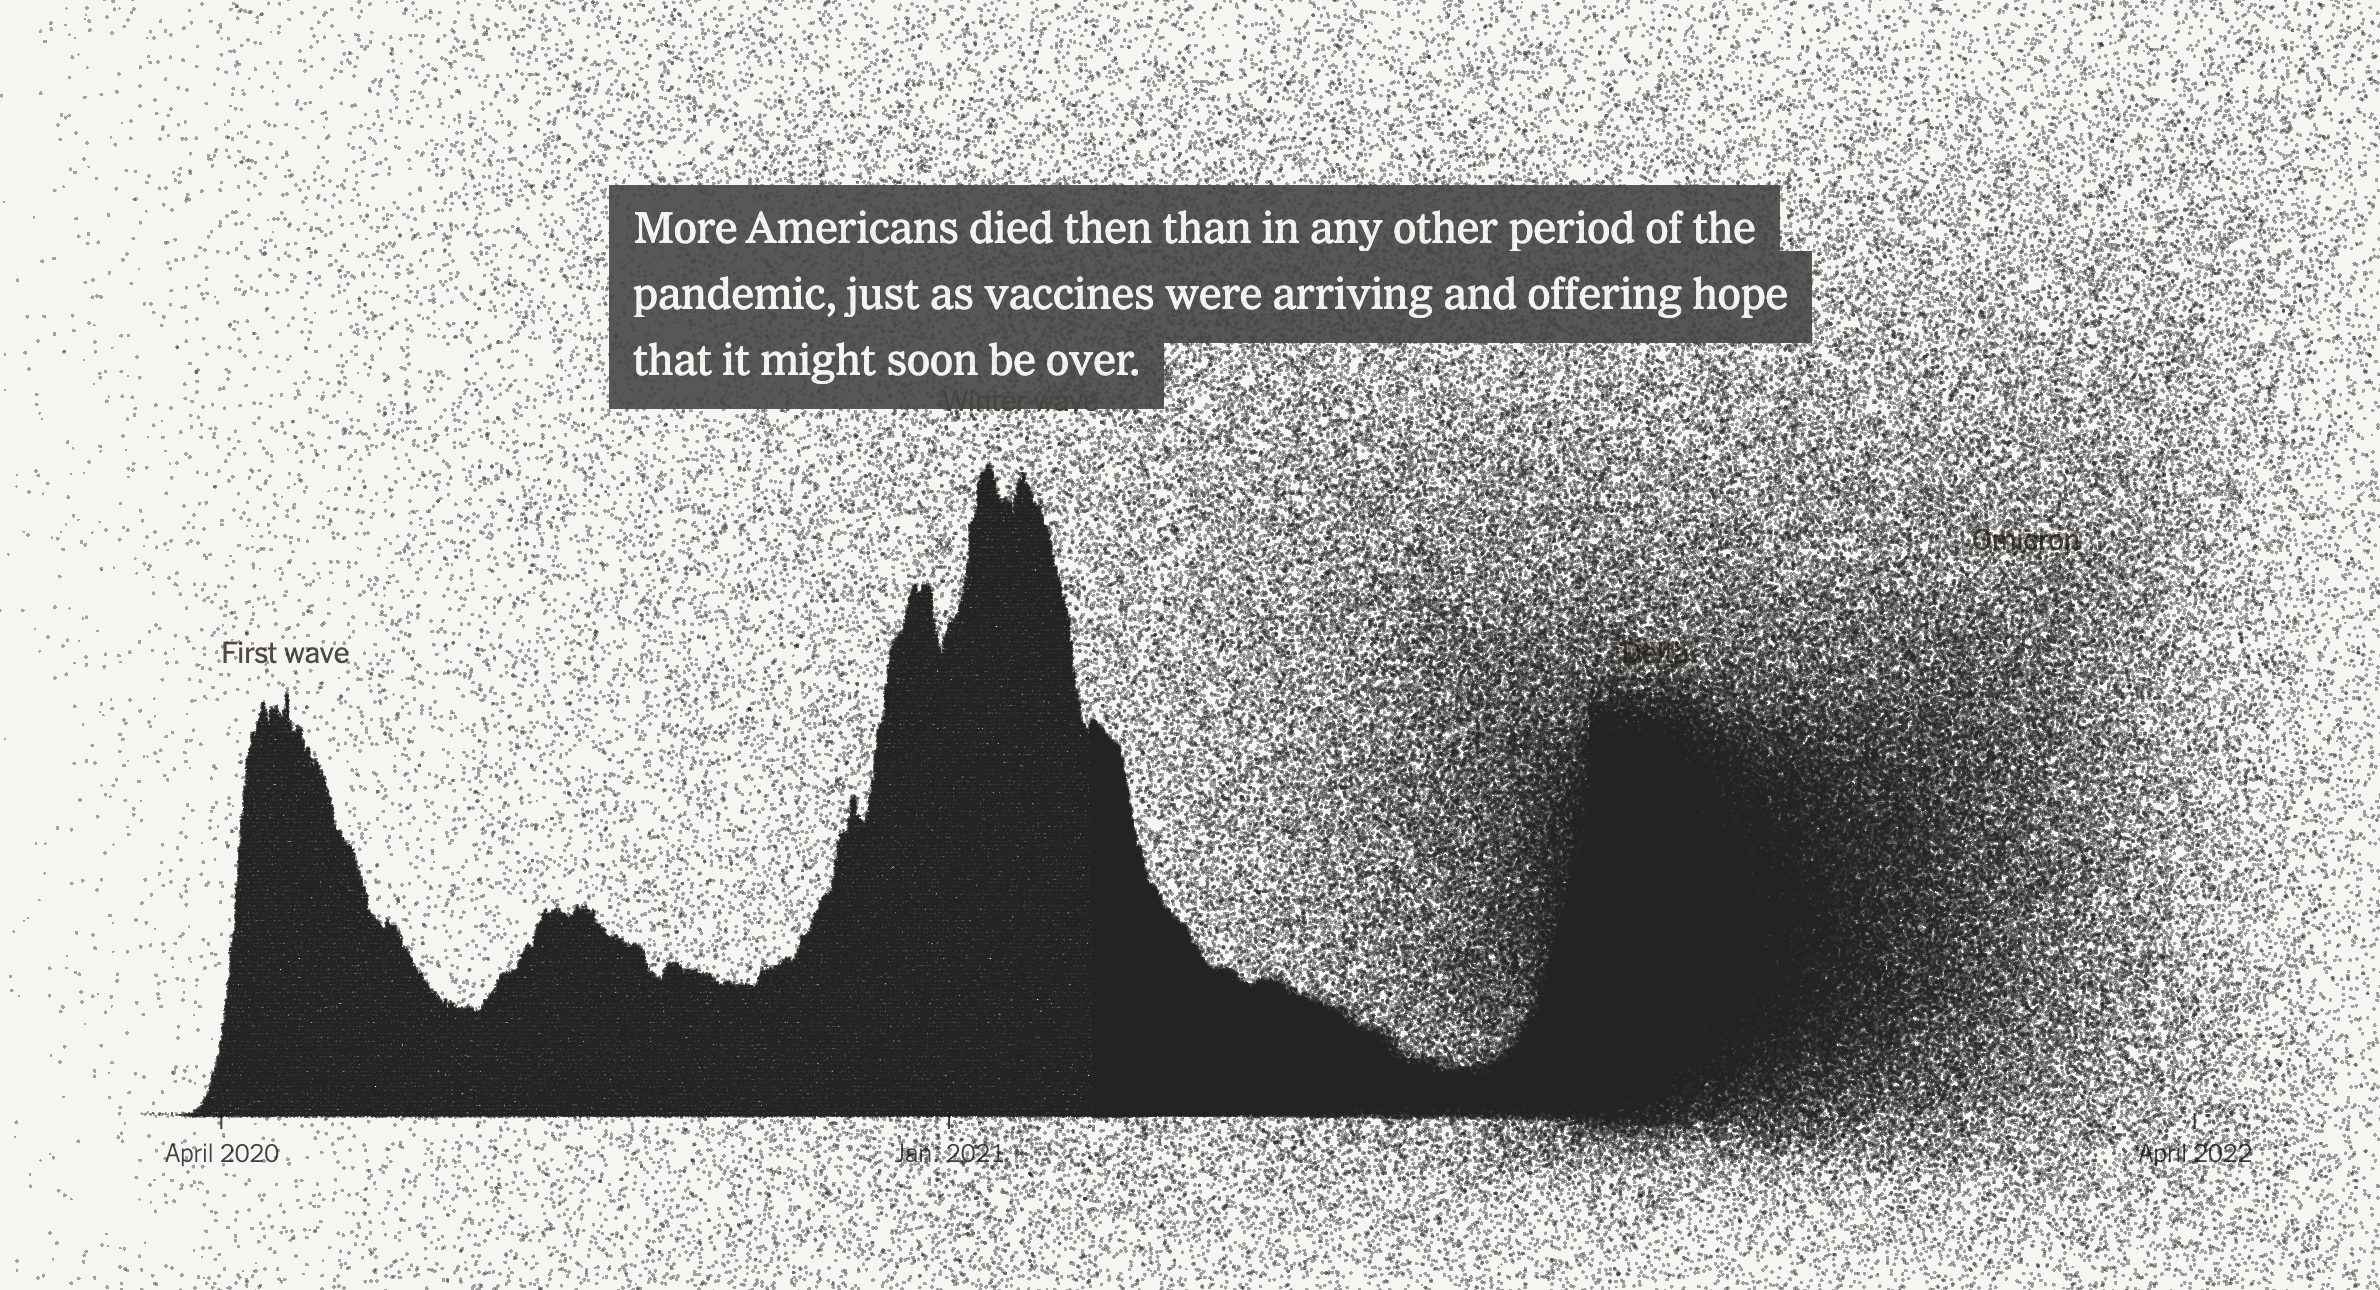 More Americans died then than in any other period of the
pandemic, just as vaccines were arriving and offering hope
that it might soon be over.
Winter wave
Omicron
First wave
Delta
April 2020
Jan. 2021
April 2022